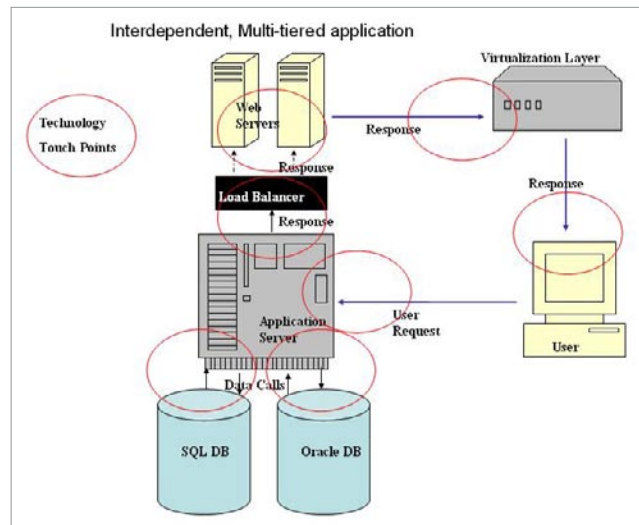 Interdependent, Multi-tiered application
Virtualization Layer
Technology
Touch Points
Web
Servers
Response
Response
Load Balancer
Response
Response
Application
Server
User
Request
User
Data Calls
SQL DB
Oracle DB